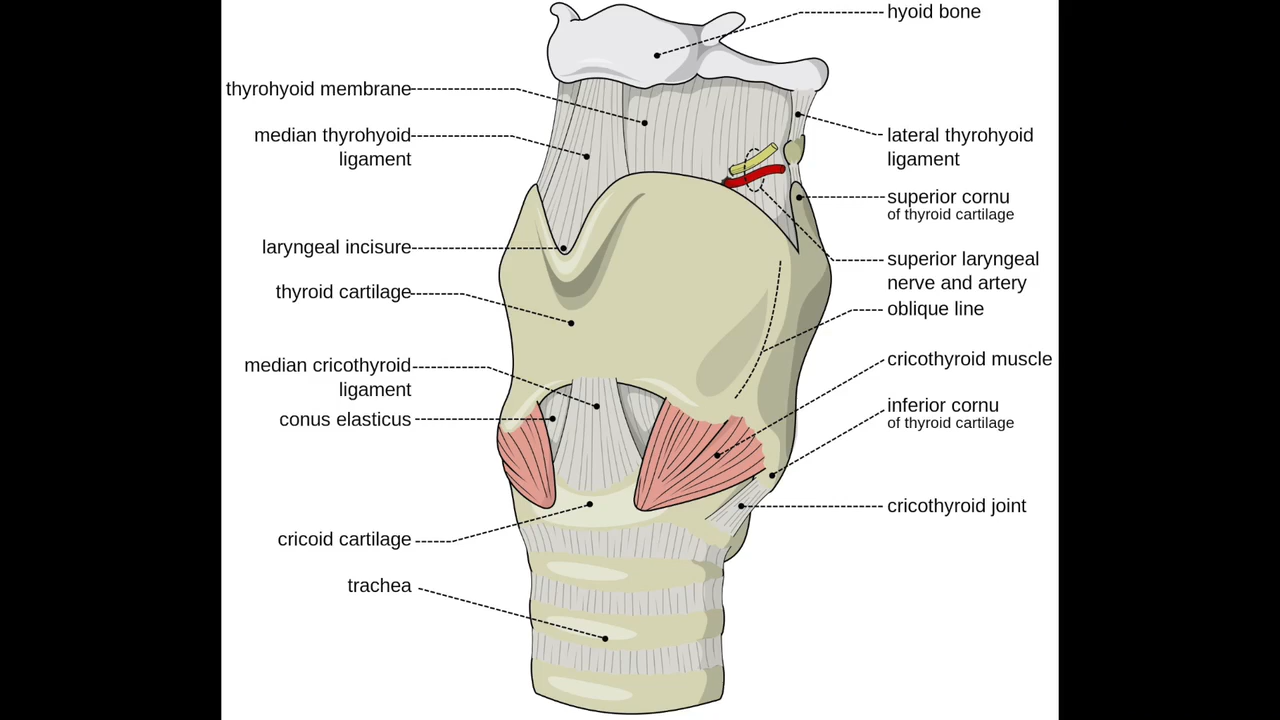 hyoid bone
thyrohyoid membrane
median thyrohyoid
ligament
lateral thyrohyoid
ligament
superior cornu
of thyroid cartilage
laryngeal incisure
superior laryngeal
nerve and artery
thyroid cartilage
oblique line
median cricothyroid
ligament
cricothyroid muscle
conus elasticus
inferior cornu
of thyroid cartilage
cricothyroid joint
cricoid cartilage
trachea